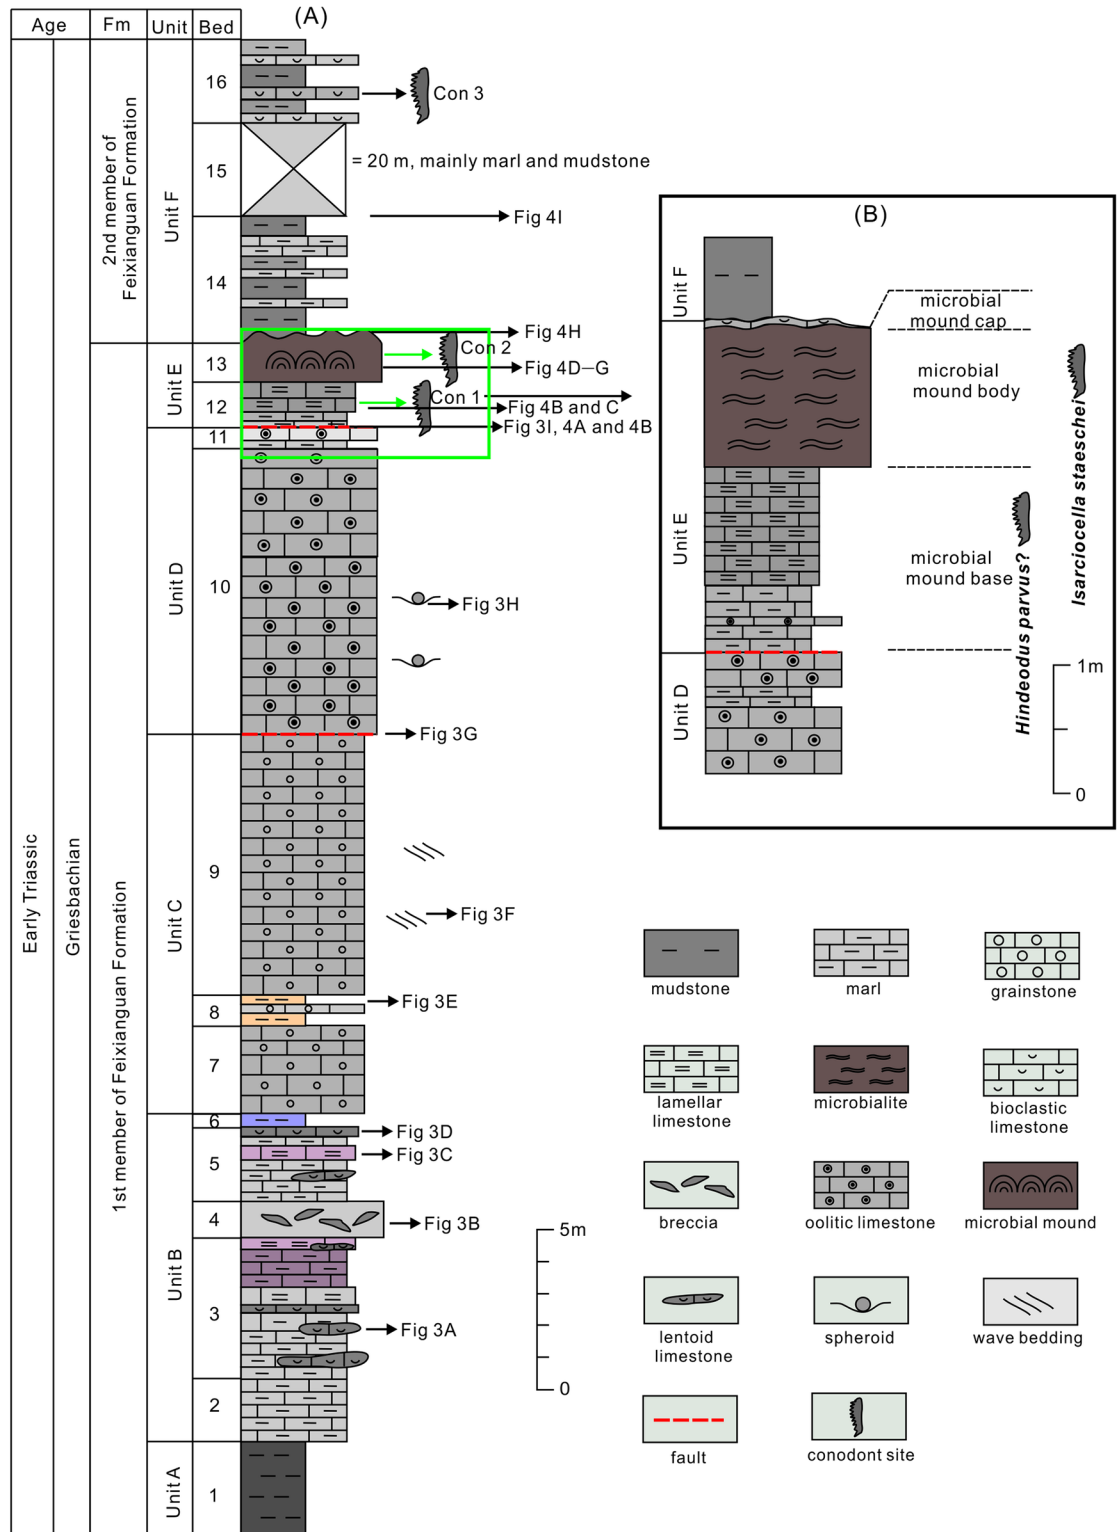 (A)
Age
Fm
Unit
Bed
16
Con 3
15
= 20 m, mainly marl and mudstone
Fig 4I
14
2nd member of
Feixianguan Formation
Unit F
Fig 4H
13
Con 2
Fig 4D–G
Unit E
12
Con 1
Fig 4B and C
Fig 3I, 4A and 4B
11
Unit D
10
Fig 3H
Fig 3G
Early Triassic
Griesbachian
1st member of Feixianguan Formation
Unit C
9
Fig 3F
8
Fig 3E
7
6
Fig 3D
5
Fig 3C
4
Fig 3B
Unit B
3
Fig 3A
2
Unit A
1
5m
0
(B)
Unit F
microbial
mound cap
microbial
mound body
Unit E
microbial
mound base
Unit D
Hindeodus parvus?
Isarciocella staeschei
1m
0
mudstone
marl
grainstone
lamellar
limestone
microbialite
bioclastic
limestone
breccia
oolitic limestone
microbial mound
lentoid
limestone
spheroid
wave bedding
fault
conodont site